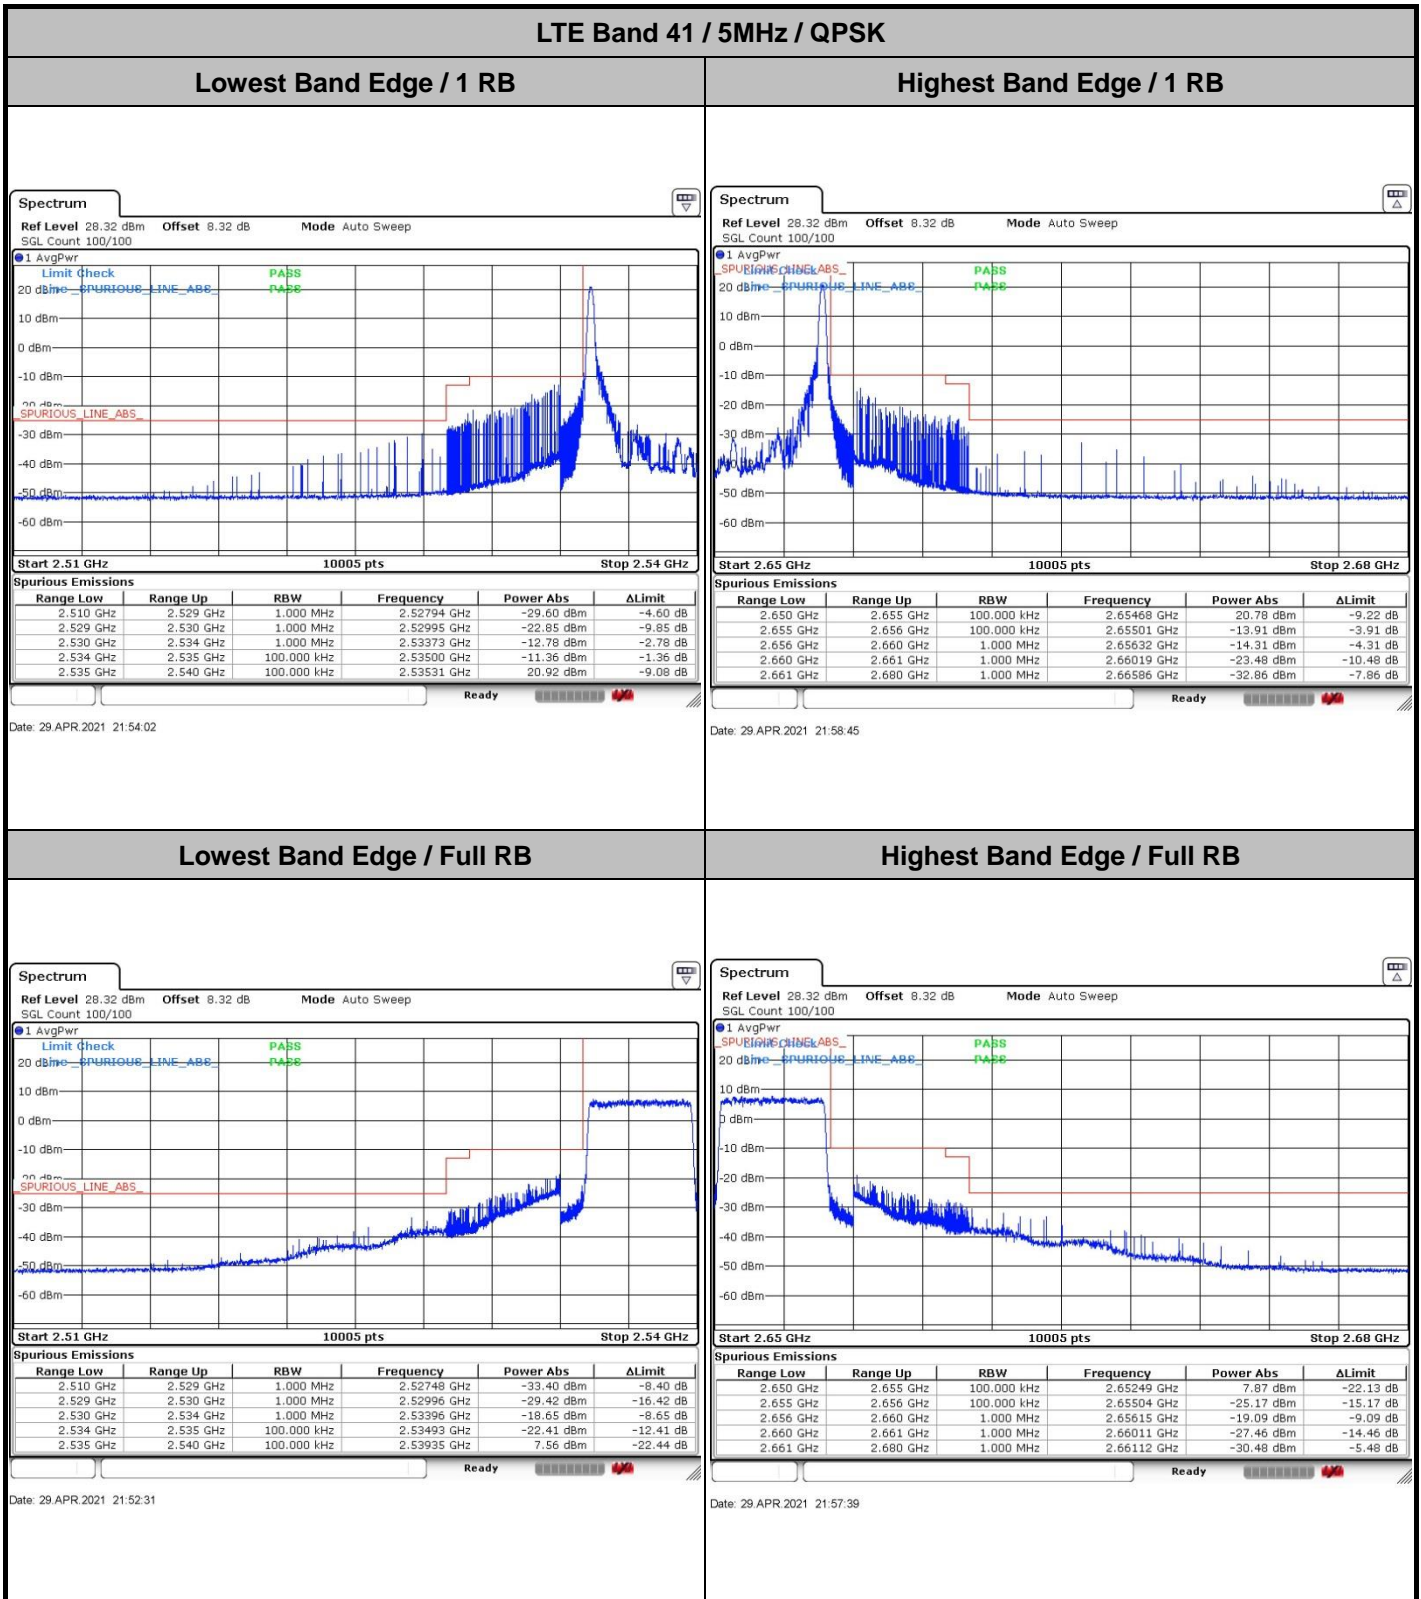 LTE Band 41 / 5MHz / QPSK
Lowest Band Edge / 1 RB
Highest Band Edge / 1 RB
Spectrum
Ref Level 28.32 dBm Offset 8.32 dB Mode Auto Sweep
SGL Count 100/100
1 AvgPwr
Limit Check PASS
20 dBm Line _SPURIOUS_LINE_ABS_ PASS
10 dBm
0 dBm
-10 dBm
-20 dBm
_SPURIOUS_LINE_ABS_
-30 dBm
-40 dBm
-50 dBm
-60 dBm
Start 2.51 GHz 10005 pts Stop 2.54 GHz
Spurious Emissions
Range Low Range Up RBW Frequency Power Abs ΔLimit
2.510 GHz 2.529 GHz 1.000 MHz 2.52794 GHz -29.60 dBm -4.60 dB
2.529 GHz 2.530 GHz 1.000 MHz 2.52995 GHz -22.85 dBm -9.85 dB
2.530 GHz 2.534 GHz 1.000 MHz 2.53373 GHz -12.78 dBm -2.78 dB
2.534 GHz 2.535 GHz 100.000 kHz 2.53500 GHz -11.36 dBm -1.36 dB
2.535 GHz 2.540 GHz 100.000 kHz 2.53531 GHz 20.92 dBm -9.08 dB
Ready
Date: 29.APR.2021 21:54:02
Spectrum
Ref Level 28.32 dBm Offset 8.32 dB Mode Auto Sweep
SGL Count 100/100
1 AvgPwr
_SPURIOUS_LINE_ABS_
Limit Check PASS
20 dBm Line _SPURIOUS_LINE_ABS_ PASS
10 dBm
0 dBm
-10 dBm
-20 dBm
-30 dBm
-40 dBm
-50 dBm
-60 dBm
Start 2.65 GHz 10005 pts Stop 2.68 GHz
Spurious Emissions
Range Low Range Up RBW Frequency Power Abs ΔLimit
2.650 GHz 2.655 GHz 100.000 kHz 2.65468 GHz 20.78 dBm -9.22 dB
2.655 GHz 2.656 GHz 100.000 kHz 2.65501 GHz -13.91 dBm -3.91 dB
2.656 GHz 2.660 GHz 1.000 MHz 2.65632 GHz -14.31 dBm -4.31 dB
2.660 GHz 2.661 GHz 1.000 MHz 2.66019 GHz -23.48 dBm -10.48 dB
2.661 GHz 2.680 GHz 1.000 MHz 2.66586 GHz -32.86 dBm -7.86 dB
Ready
Date: 29.APR.2021 21:58:45
Lowest Band Edge / Full RB
Highest Band Edge / Full RB
Spectrum
Ref Level 28.32 dBm Offset 8.32 dB Mode Auto Sweep
SGL Count 100/100
1 AvgPwr
Limit Check PASS
20 dBm Line _SPURIOUS_LINE_ABS_ PASS
10 dBm
0 dBm
-10 dBm
-20 dBm
_SPURIOUS_LINE_ABS_
-30 dBm
-40 dBm
-50 dBm
-60 dBm
Start 2.51 GHz 10005 pts Stop 2.54 GHz
Spurious Emissions
Range Low Range Up RBW Frequency Power Abs ΔLimit
2.510 GHz 2.529 GHz 1.000 MHz 2.52748 GHz -33.40 dBm -8.40 dB
2.529 GHz 2.530 GHz 1.000 MHz 2.52996 GHz -29.42 dBm -16.42 dB
2.530 GHz 2.534 GHz 1.000 MHz 2.53396 GHz -18.65 dBm -8.65 dB
2.534 GHz 2.535 GHz 100.000 kHz 2.53493 GHz -22.41 dBm -12.41 dB
2.535 GHz 2.540 GHz 100.000 kHz 2.53935 GHz 7.56 dBm -22.44 dB
Ready
Date: 29.APR.2021 21:52:31
Spectrum
Ref Level 28.32 dBm Offset 8.32 dB Mode Auto Sweep
SGL Count 100/100
1 AvgPwr
_SPURIOUS_LINE_ABS_
Limit Check PASS
20 dBm Line _SPURIOUS_LINE_ABS_ PASS
10 dBm
0 dBm
-10 dBm
-20 dBm
-30 dBm
-40 dBm
-50 dBm
-60 dBm
Start 2.65 GHz 10005 pts Stop 2.68 GHz
Spurious Emissions
Range Low Range Up RBW Frequency Power Abs ΔLimit
2.650 GHz 2.655 GHz 100.000 kHz 2.65249 GHz 7.87 dBm -22.13 dB
2.655 GHz 2.656 GHz 100.000 kHz 2.65504 GHz -25.17 dBm -15.17 dB
2.656 GHz 2.660 GHz 1.000 MHz 2.65615 GHz -19.09 dBm -9.09 dB
2.660 GHz 2.661 GHz 1.000 MHz 2.66011 GHz -27.46 dBm -14.46 dB
2.661 GHz 2.680 GHz 1.000 MHz 2.66112 GHz -30.48 dBm -5.48 dB
Ready
Date: 29.APR.2021 21:57:39